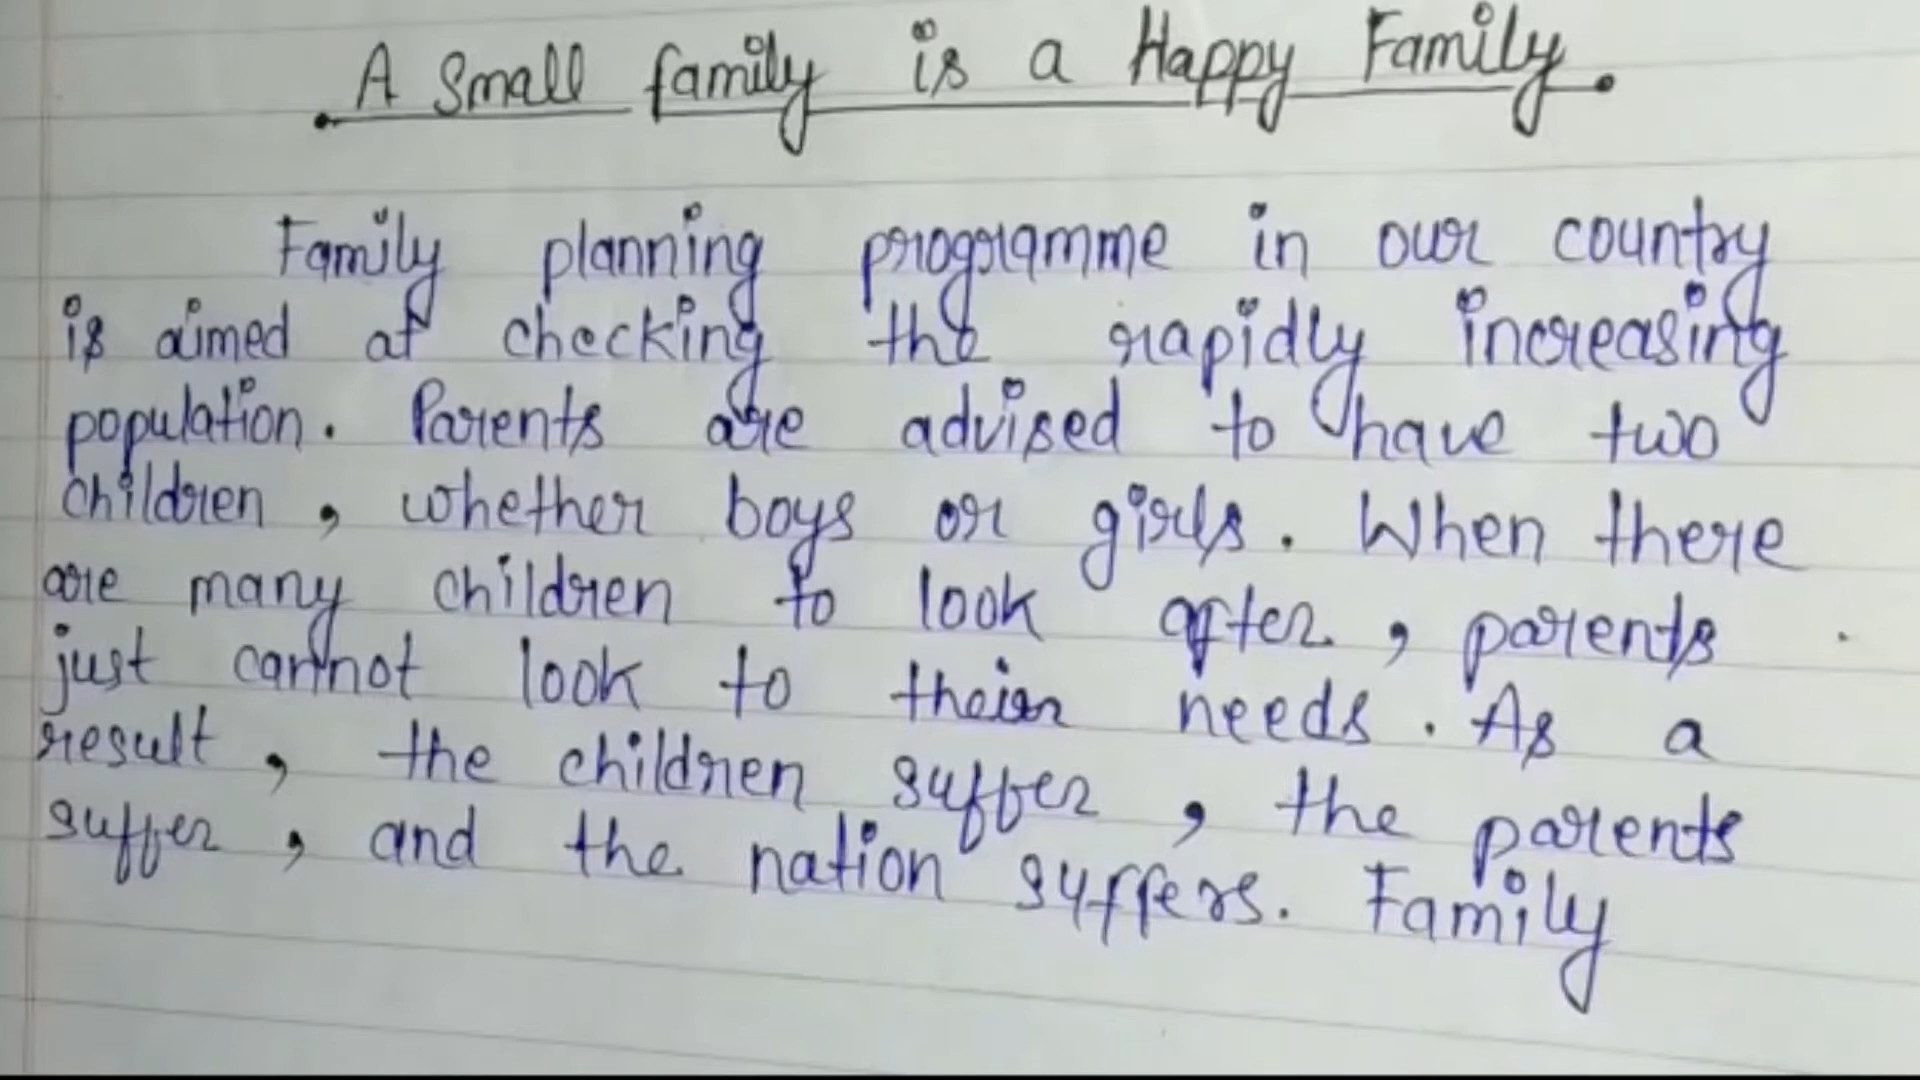 A Small family is a Happy Family.
Family planning programme in our country
is aimed at checking the rapidly increasing
population. Parents are advised to have two
children, whether boys or girls. When there
are many children to look after, parents
just cannot look to their needs. As a
result, the children suffer, the parents
suffer, and the nation suffers. Family